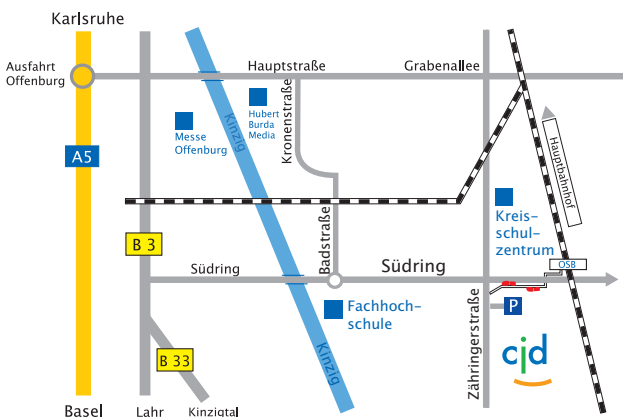 Karlsruhe
Ausfahrt
Offenburg
Hauptstraße
Grabenallee
Kinzig
Hubert
Burda
Media
Kronenstraße
Messe
Offenburg
A5
Hauptbahnhof
Kreis-
schul-
zentrum
B 3
Badstraße
OSB
Südring
Südring
Fachhoch-
schule
Zähringerstraße
P
Kinzig
cjd
B 33
Basel
Lahr
Kinzigtal